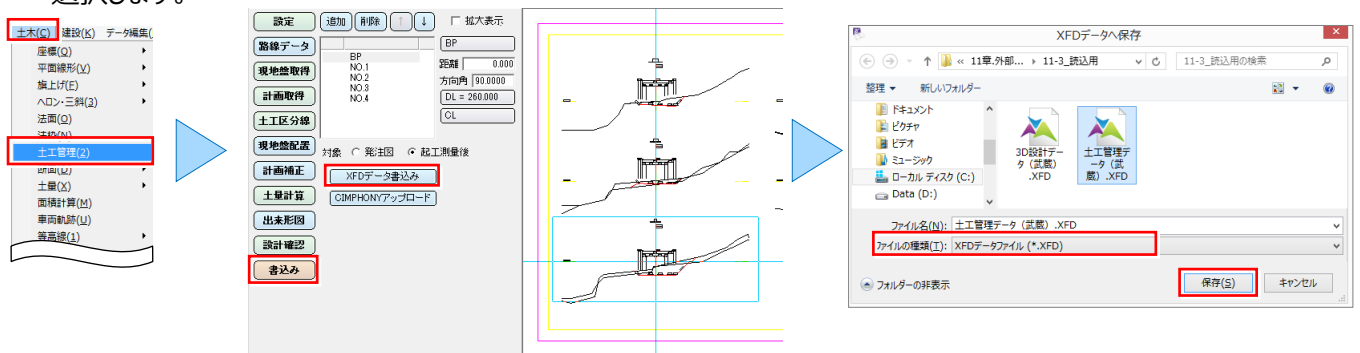 選択します。
土木(C) 建設(K) データ編集(
座標(O)
平面線形(V)
旗上げ(F)
ヘロン・三斜(3)
法面(O)
法枠(N)
土工管理(2)
断面(D)
土量(X)
面積計算(M)
車両軌跡(U)
等高線(1)
設定
追加 削除 ↑ ↓ 拡大表示
路線データ
現地盤取得
計画取得
土工区分線
現地盤配置
計画補正
土量計算
出来形図
設計確認
書込み
BP
NO.1
NO.2
NO.3
NO.4
BP
距離 0.000
方向角 90.0000
DL = 260.000
CL
対象 発注図 起工測量後
XFDデータ書込み
CIMPHONYアップロード
XFDデータへ保存
« 11章.外部... 11-3_読込用
11-3_読込用の検索
整理 新しいフォルダー
ドキュメント
ピクチャ
ビデオ
ミュージック
ローカル ディスク (C:)
Data (D:)
3D設計デー
タ（武蔵）
.XFD
土工管理デ
ータ（武
蔵）.XFD
ファイル名(N): 土工管理データ（武蔵）.XFD
ファイルの種類(T): XFDデータファイル (*.XFD)
フォルダーの非表示
保存(S) キャンセル